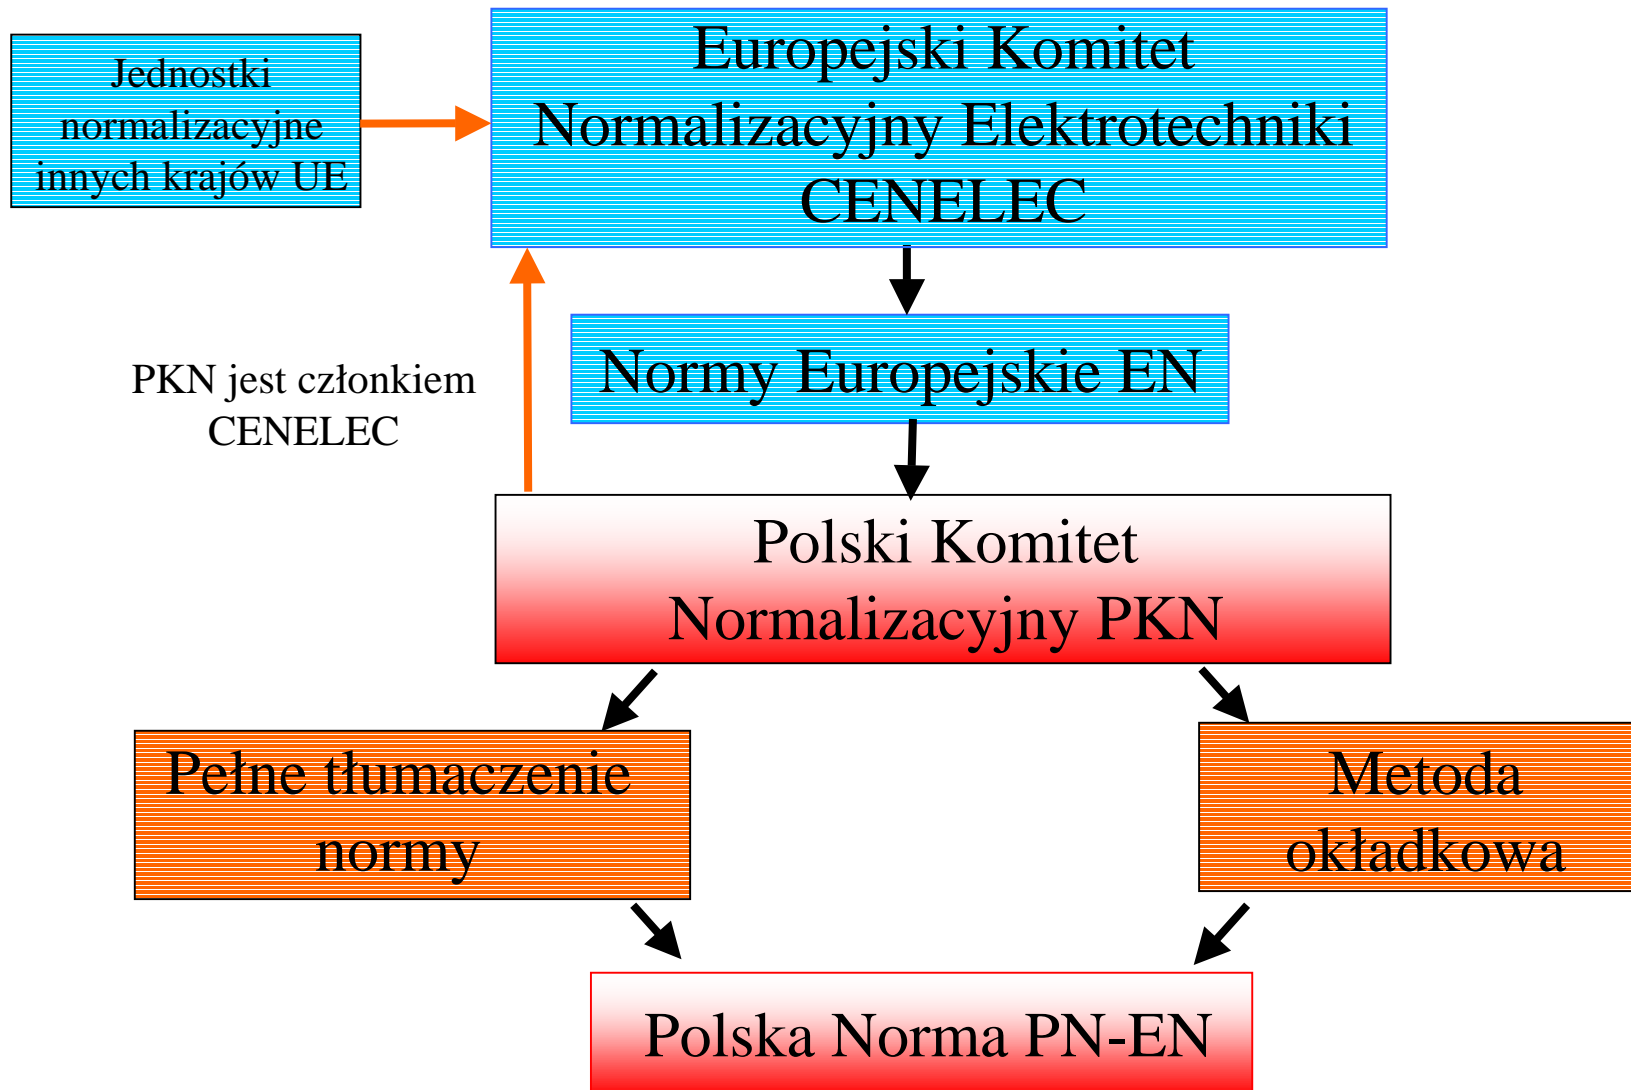 Jednostki
normalizacyjne
innych krajów UE
Europejski Komitet
Normalizacyjny Elektrotechniki
CENELEC
Normy Europejskie EN
PKN jest członkiem
CENELEC
Polski Komitet
Normalizacyjny PKN
Pełne tłumaczenie
normy
Metoda
okładkowa
Polska Norma PN-EN